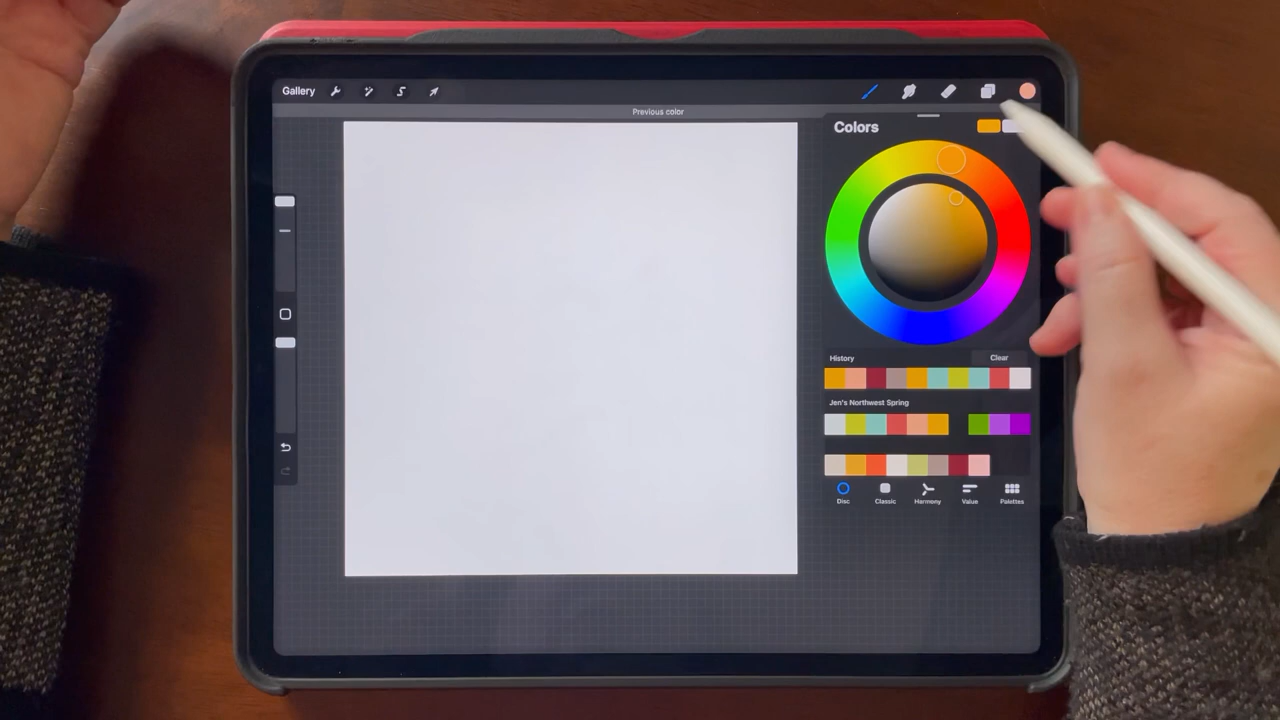 Gallery
Previous color
Colors
History
Clear
Jen's Northwest Spring
Disc
Classic
Harmony
Value
Palettes